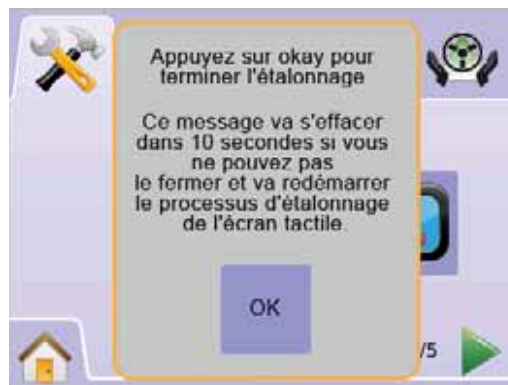 Appuyez sur okay pour
terminer l'étalonnage
Ce message va s'effacer
dans 10 secondes si vous
ne pouvez pas
le fermer et va redémarrer
le processus d'étalonnage
de l'écran tactile.
OK
/5